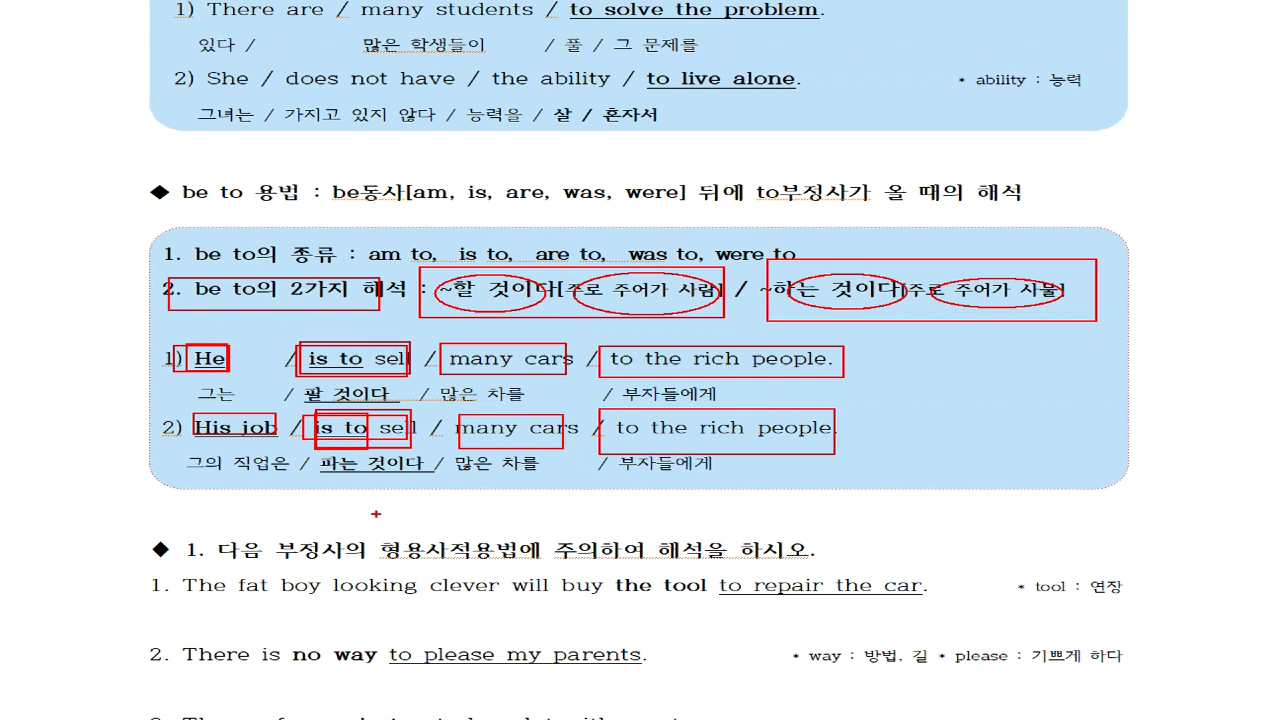 1) There are / many students / to solve the problem.
있다 / 많은 학생들이 / 풀 / 그 문제를
2) She / does not have / the ability / to live alone. * ability : 능력
그녀는 / 가지고 있지 않다 / 능력을 / 살 / 혼자서
◆ be to 용법 : be동사[am, is, are, was, were] 뒤에 to부정사가 올 때의 해석
1. be to의 종류 : am to, is to, are to, was to, were to
2. be to의 2가지 해석 : ~할 것이다[주로 주어가 사람] / ~하는 것이다[주로 주어가 사물]
1) He / is to sell / many cars / to the rich people.
그는 / 팔 것이다 / 많은 차를 / 부자들에게
2) His job / is to sell / many cars / to the rich people.
그의 직업은 / 파는 것이다 / 많은 차를 / 부자들에게
◆ 1. 다음 부정사의 형용사적용법에 주의하여 해석을 하시오.
1. The fat boy looking clever will buy the tool to repair the car. * tool : 연장
2. There is no way to please my parents. * way : 방법, 길 * please : 기쁘게 하다